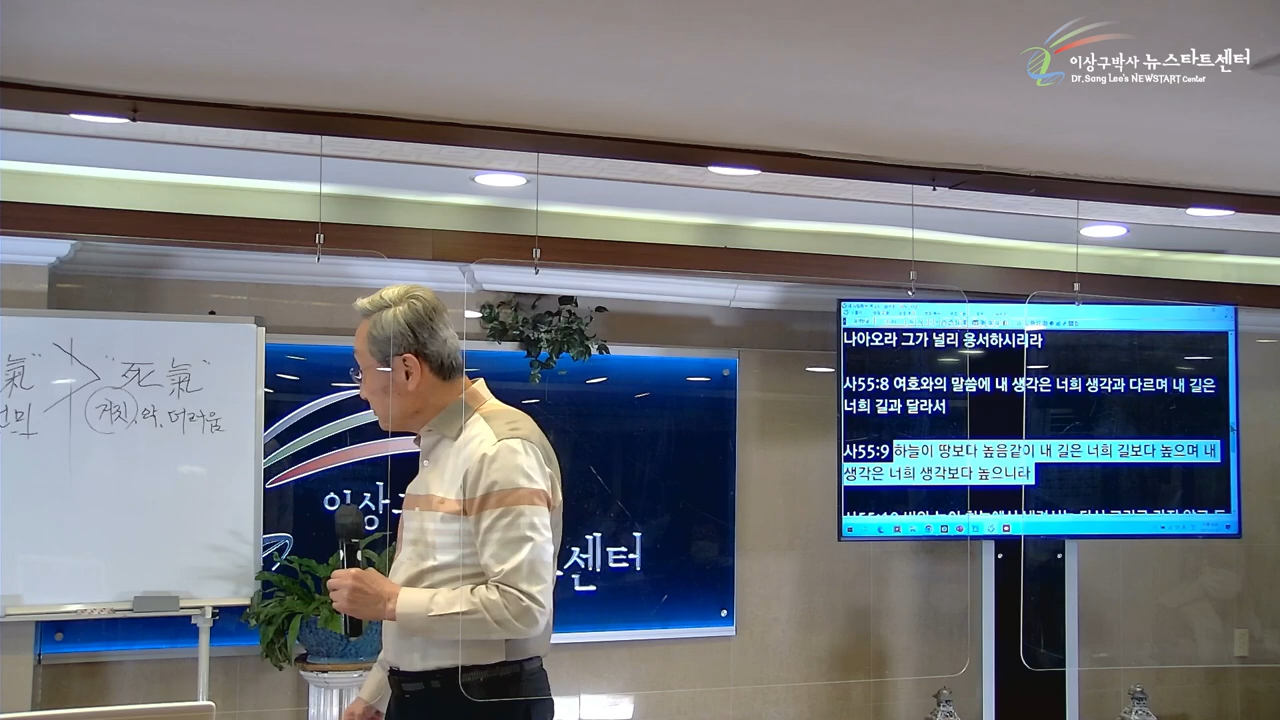 이상구박사 뉴스타트센터
Dr. Sang Lee's NEWSTART Center
氣" > "死氣"
거짓, 악, 더러움
이상
센터
나아오라 그가 널리 용서하시리라
사55:8 여호와의 말씀에 내 생각은 너희 생각과 다르며 내 길은
너희 길과 달라서
사55:9 하늘이 땅보다 높음같이 내 길은 너희 길보다 높으며 내
생각은 너희 생각보다 높으니라